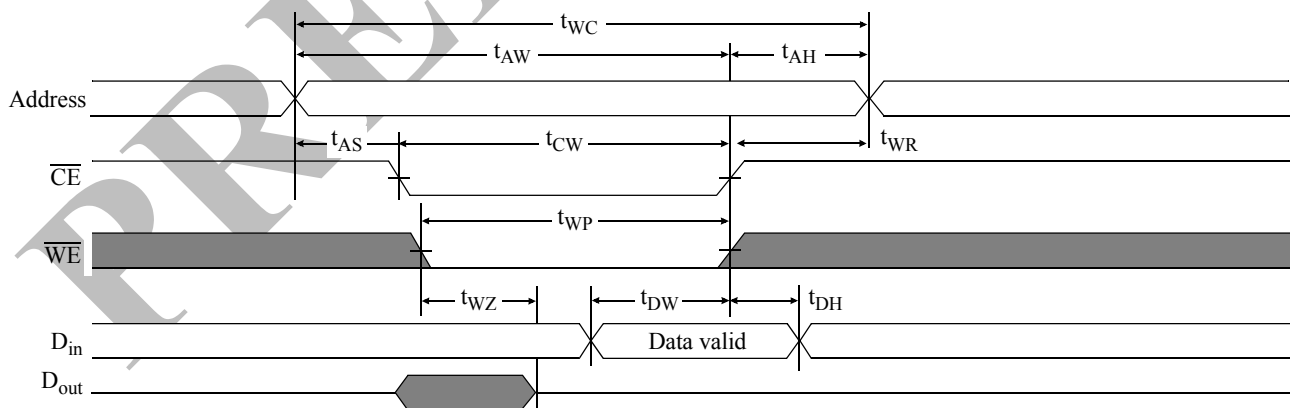 tWC
tAW tAH
Address
tAS tCW tWR
CE
tWP
WE
tWZ tDW tDH
Din Data valid
Dout
PRE